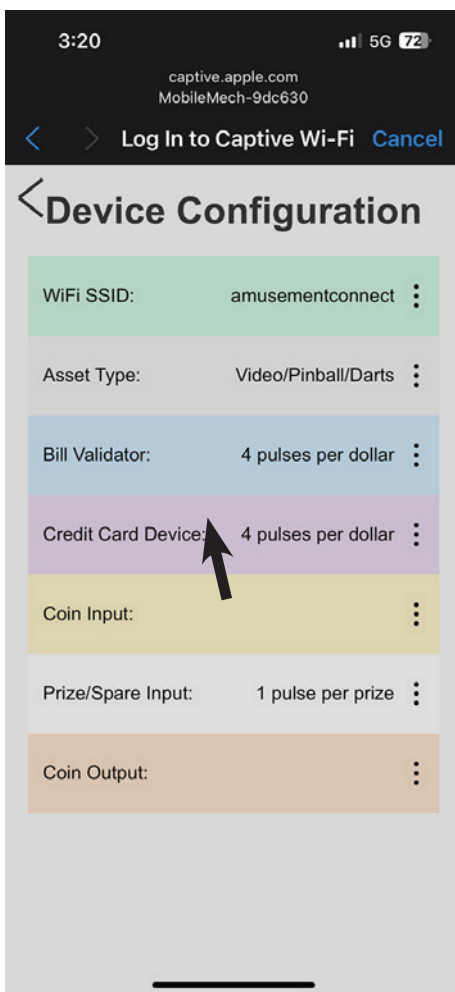 3:20 5G 72
captive.apple.com
MobileMech-9dc630
Log In to Captive Wi-Fi Cancel
Device Configuration
WiFi SSID: amusementconnect
Asset Type: Video/Pinball/Darts
Bill Validator: 4 pulses per dollar
Credit Card Device: 4 pulses per dollar
Coin Input:
Prize/Spare Input: 1 pulse per prize
Coin Output: